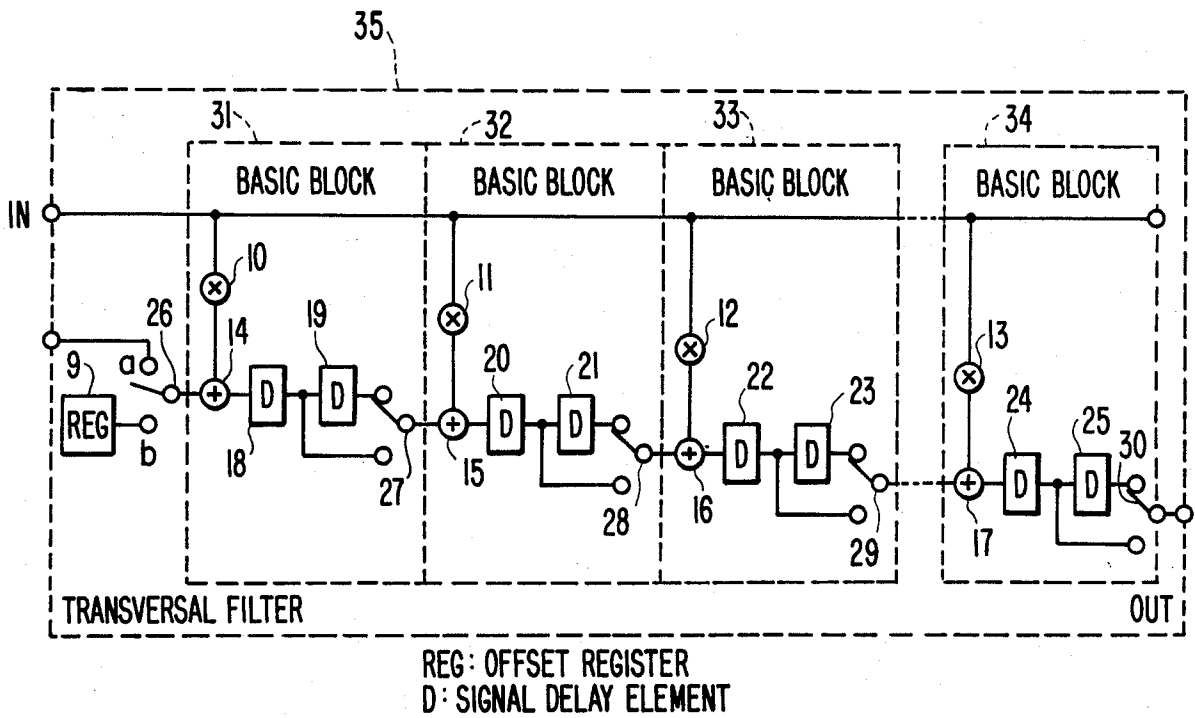 35
31
32
33
34
BASIC BLOCK
BASIC BLOCK
BASIC BLOCK
BASIC BLOCK
IN
10
11
12
13
26
14
19
a
9
REG
b
18
27
20
21
15
28
22
23
16
29
24
25
30
17
TRANSVERSAL FILTER
OUT
D
D
D
D
D
D
D
D
REG: OFFSET REGISTER
D: SIGNAL DELAY ELEMENT